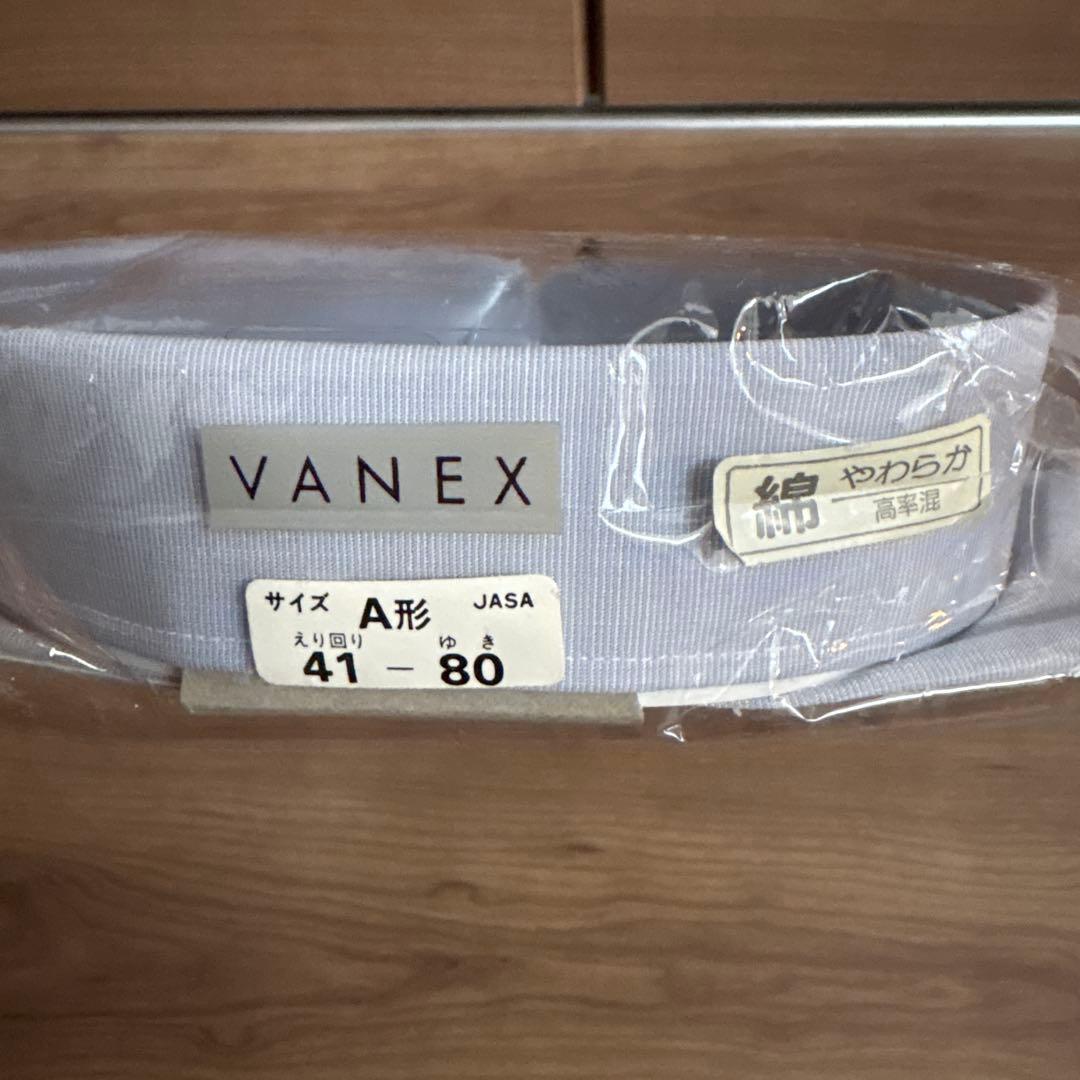 VANEX
綿 やわらか
高率混
サイズ A形 JASA
えり回り ゆき
41 - 80